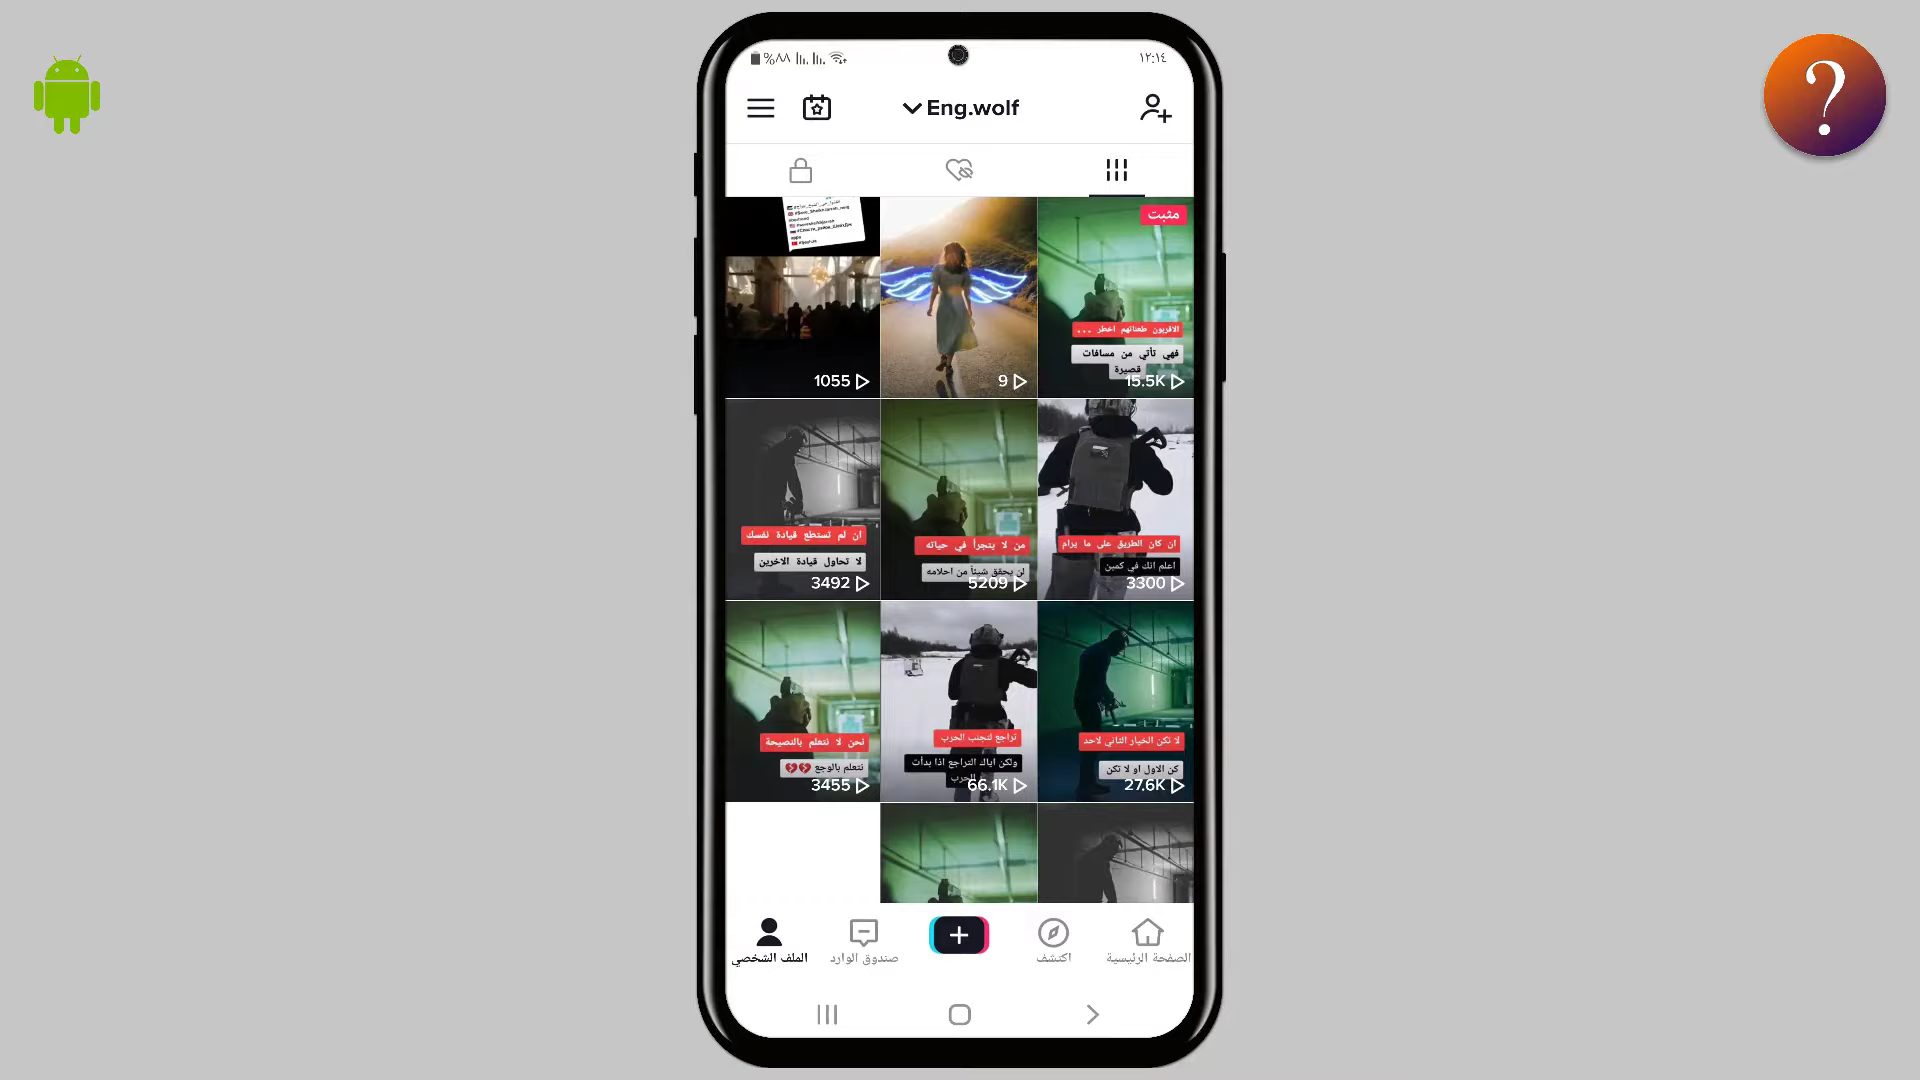 %٨٨
١٢:١٤
Eng.wolf
مثبت
#Save_Sheikh
الاقربون طعناتهم اخطر ...
فهي تأتي من مسافات
قصيرة
15.5K
9
1055
ان كان الطريق على ما يرام
اعلم انك في كمين
3300
من لا يتجرأ في حياته
لن يحقق شيئاً من احلامه
5209
ان لم تستطع قيادة نفسك
لا تحاول قيادة الاخرين
3492
لا تكن الخيار الثاني لاحد
كن الاول او لا تكن
27.6K
تراجع لتجنب الحرب
ولكن اياك التراجع اذا بدأت
الحرب
66.1K
نحن لا نتعلم بالنصيحة
نتعلم بالوجع 💔💔
3455
الصفحة الرئيسية
اكتشف
صندوق الوارد
الملف الشخصي
?